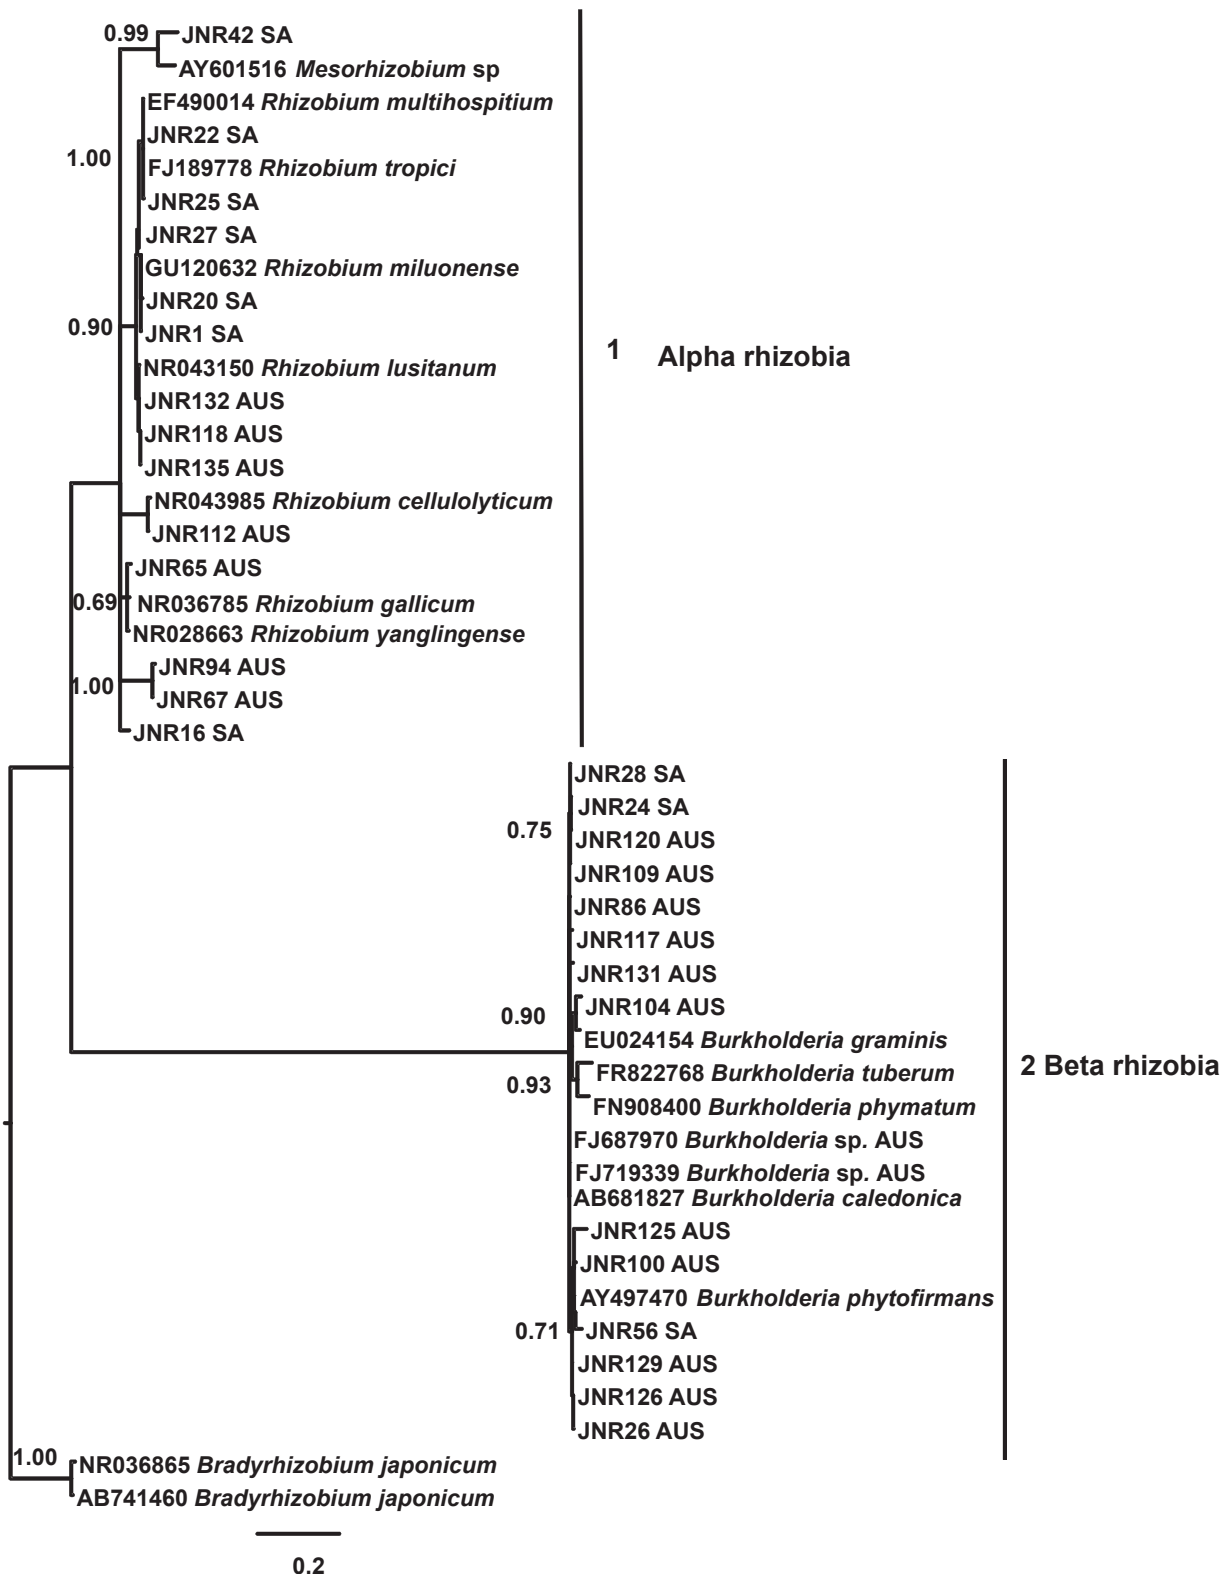 0.99
JNR42 SA
AY601516 Mesorhizobium sp
EF490014 Rhizobium multihospitium
JNR22 SA
1.00
FJ189778 Rhizobium tropici
JNR25 SA
JNR27 SA
GU120632 Rhizobium miluonense
JNR20 SA
0.90
JNR1 SA
1 Alpha rhizobia
NR043150 Rhizobium lusitanum
JNR132 AUS
JNR118 AUS
JNR135 AUS
NR043985 Rhizobium cellulolyticum
JNR112 AUS
JNR65 AUS
0.69
NR036785 Rhizobium gallicum
NR028663 Rhizobium yanglingense
JNR94 AUS
1.00
JNR67 AUS
JNR16 SA
JNR28 SA
JNR24 SA
0.75
JNR120 AUS
JNR109 AUS
JNR86 AUS
JNR117 AUS
JNR131 AUS
JNR104 AUS
0.90
EU024154 Burkholderia graminis
2 Beta rhizobia
FR822768 Burkholderia tuberum
0.93
FN908400 Burkholderia phymatum
FJ687970 Burkholderia sp. AUS
FJ719339 Burkholderia sp. AUS
AB681827 Burkholderia caledonica
JNR125 AUS
JNR100 AUS
AY497470 Burkholderia phytofirmans
0.71
JNR56 SA
JNR129 AUS
JNR126 AUS
JNR26 AUS
1.00
NR036865 Bradyrhizobium japonicum
AB741460 Bradyrhizobium japonicum
0.2